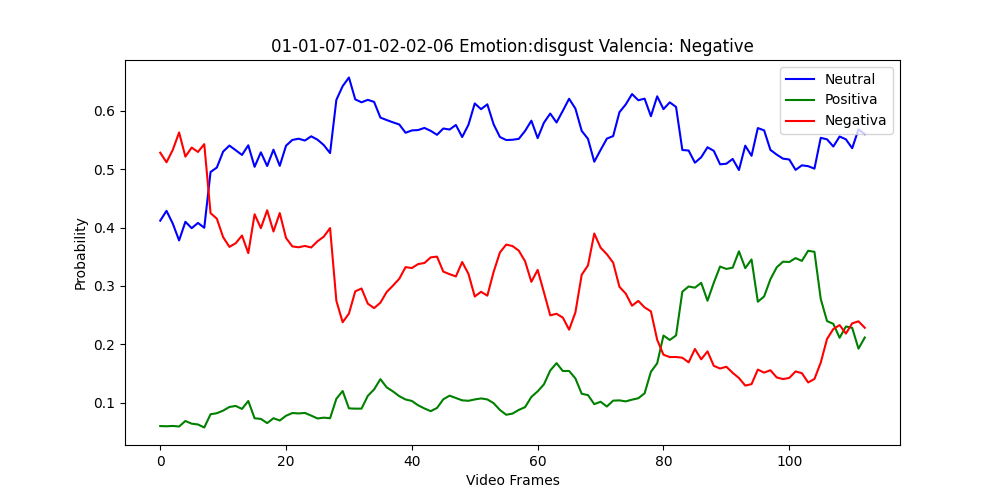 01-01-07-01-02-02-06 Emotion:disgust Valencia: Negative
Neutral
Positiva
Negativa
0.6
0.5
0.4
0.3
0.2
0.1
Probability
0 20 40 60 80 100
Video Frames